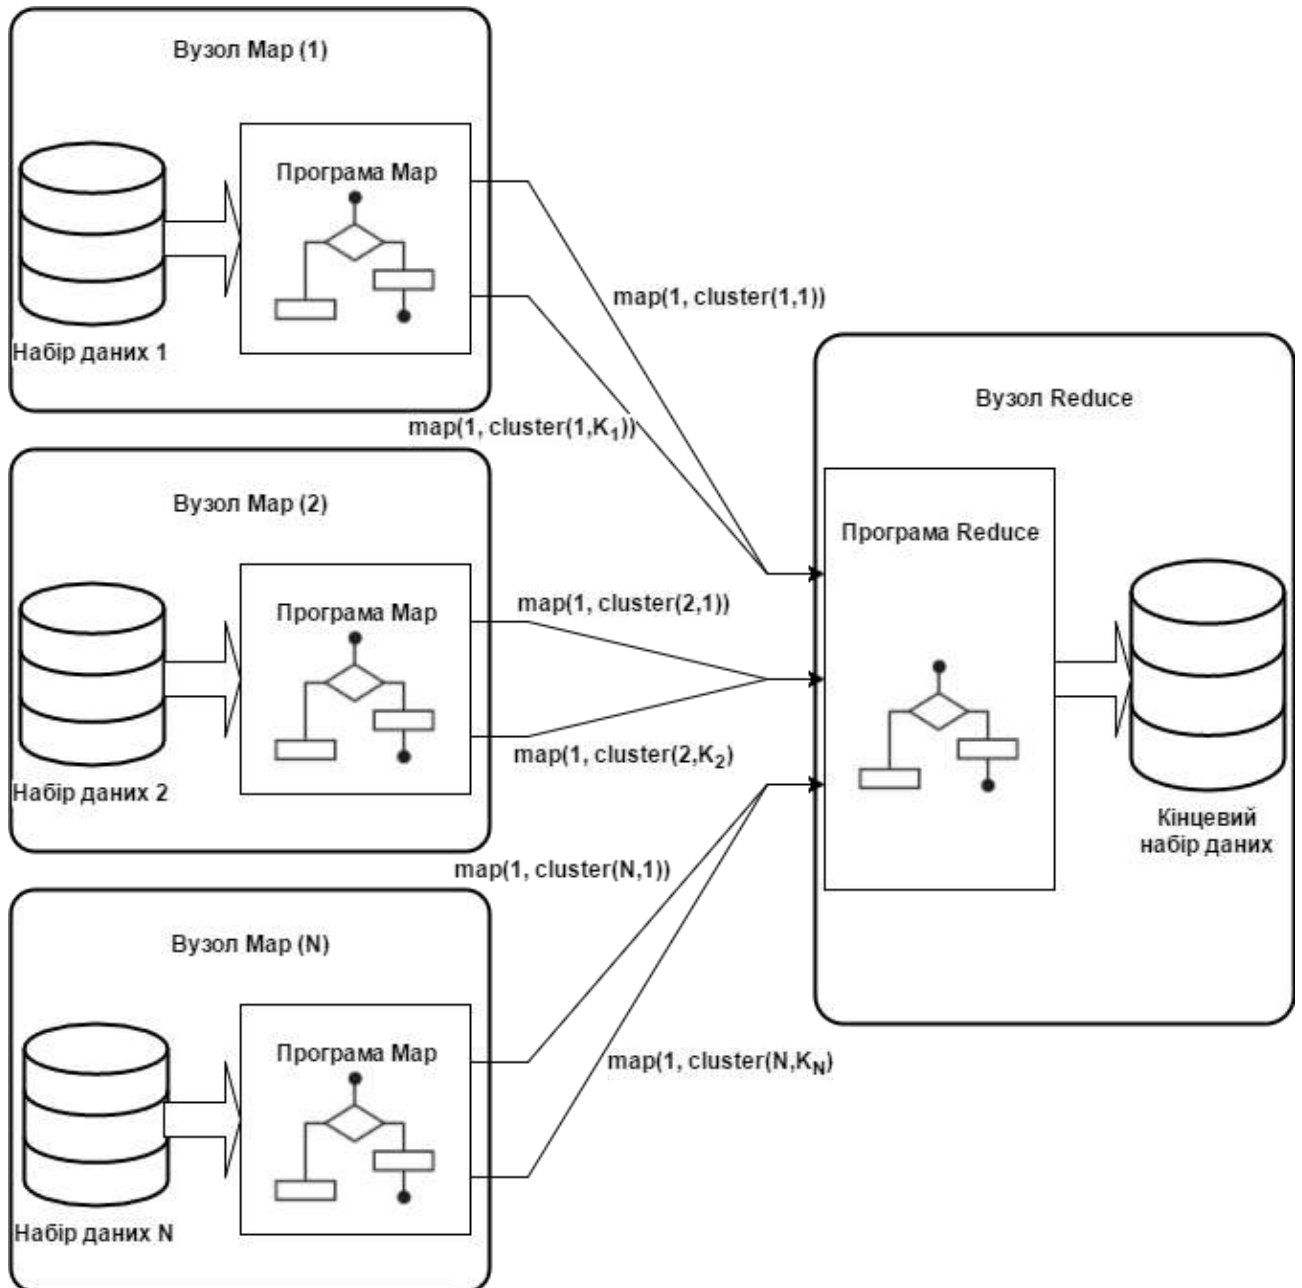 Вузол Map (1)
Програма Map
Набір даних 1
map(1, cluster(1,1))
map(1, cluster(1,K₁))
Вузол Map (2)
Програма Map
Набір даних 2
map(1, cluster(2,1))
map(1, cluster(2,K₂)
Вузол Map (N)
Програма Map
Набір даних N
map(1, cluster(N,1))
map(1, cluster(N,K_N)
Вузол Reduce
Програма Reduce
Кінцевий
набір даних